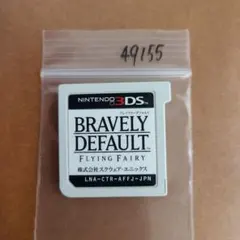 49155
NINTENDO 3DS
ブレイブリーデフォルト
BRAVELY
DEFAULT
FLYING FAIRY
株式会社スクウェア・エニックス
LNA-CTR-AFFJ-JPN